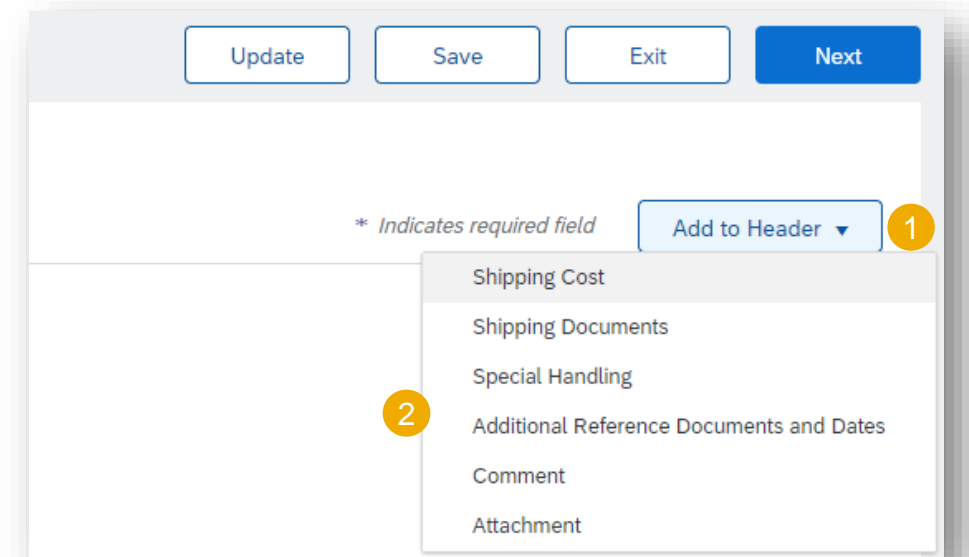 Update Save Exit Next
* Indicates required field Add to Header ▼ 1
Shipping Cost
Shipping Documents
Special Handling
2
Additional Reference Documents and Dates
Comment
Attachment